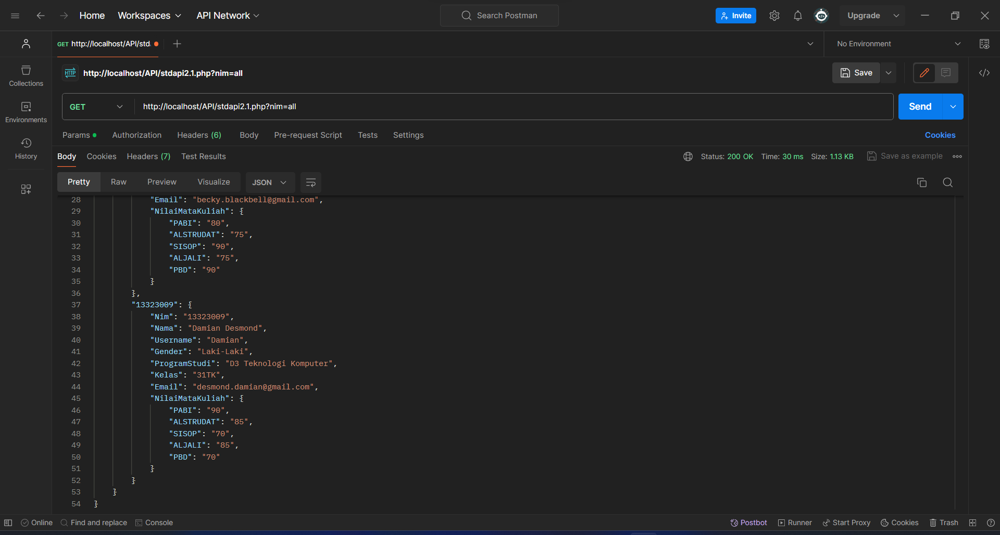 Home Workspaces API Network Search Postman Invite Upgrade
GET http://localhost/API/std No Environment
HTTP http://localhost/API/stdapi2.1.php?nim=all Save
Collections
GET http://localhost/API/stdapi2.1.php?nim=all Send
Environments
Params Authorization Headers (6) Body Pre-request Script Tests Settings Cookies
History
Body Cookies Headers (7) Test Results Status: 200 OK Time: 30 ms Size: 1.13 KB Save as example
Pretty Raw Preview Visualize JSON
28 "Email": "becky.blackbell@gmail.com",
29 "NilaiMataKuliah": {
30 "PABI": "80",
31 "ALSTRUDAT": "75",
32 "SISOP": "90",
33 "ALJALI": "75",
34 "PBD": "90"
35 }
36 },
37 "13323009": {
38 "Nim": "13323009",
39 "Nama": "Damian Desmond",
40 "Username": "Damian",
41 "Gender": "Laki-Laki",
42 "ProgramStudi": "D3 Teknologi Komputer",
43 "Kelas": "31TK",
44 "Email": "desmond.damian@gmail.com",
45 "NilaiMataKuliah": {
46 "PABI": "90",
47 "ALSTRUDAT": "85",
48 "SISOP": "70",
49 "ALJALI": "85",
50 "PBD": "70"
51 }
52 }
53 }
54 }
Online Find and replace Console Postbot Runner Start Proxy Cookies Trash